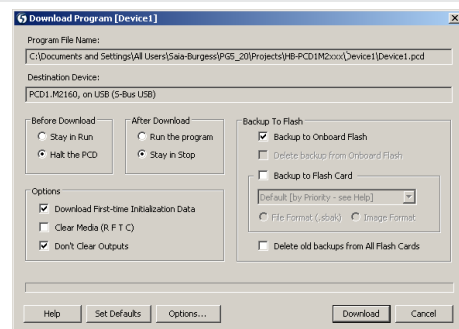 Download Program [Device1]
Program File Name:
C:\Documents and Settings\All Users\Saia-Burgess\PG5_20\Projects\HB-PCD1M2xxx\Device1\Device1.pcd
Destination Device:
PCD1.M2160, on USB (S-Bus USB)
Before Download
Stay in Run
Halt the PCD
After Download
Run the program
Stay in Stop
Options
Download First-time Initialization Data
Clear Media (R F T C)
Don't Clear Outputs
Backup To Flash
Backup to Onboard Flash
Delete backup from Onboard Flash
Backup to Flash Card
Default [by Priority - see Help]
File Format (.sbak)
Image Format
Delete old backups from All Flash Cards
Help
Set Defaults
Options...
Download
Cancel